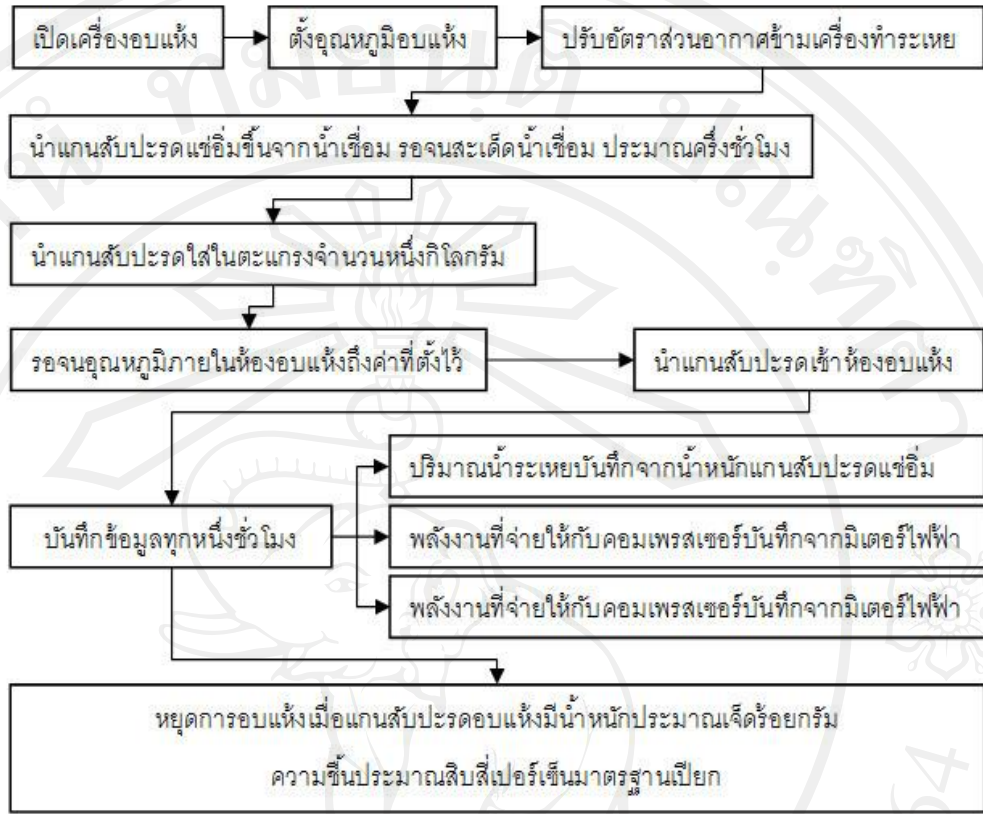 เปิดเครื่องอบแห้ง
ตั้งอุณหภูมิอบแห้ง
ปรับอัตราส่วนอากาศข้ามเครื่องทำระเหย
นำแกนสับปะรดแช่อิ่มขึ้นจากน้ำเชื่อม รอจนสะเด็ดน้ำเชื่อม ประมาณครึ่งชั่วโมง
นำแกนสับปะรดใส่ในตะแกรงจำนวนหนึ่งกิโลกรัม
รอจนอุณหภูมิภายในห้องอบแห้งถึงค่าที่ตั้งไว้
นำแกนสับปะรดเข้าห้องอบแห้ง
ปริมาณน้ำระเหยบันทึกจากน้ำหนักแกนสับปะรดแช่อิ่ม
บันทึกข้อมูลทุกหนึ่งชั่วโมง
พลังงานที่จ่ายให้กับคอมเพรสเซอร์บันทึกจากมิเตอร์ไฟฟ้า
พลังงานที่จ่ายให้กับคอมเพรสเซอร์บันทึกจากมิเตอร์ไฟฟ้า
หยุดการอบแห้งเมื่อแกนสับปะรดอบแห้งมีน้ำหนักประมาณเจ็ดร้อยกรัม
ความชื้นประมาณสิบสี่เปอร์เซ็นมาตรฐานเปียก